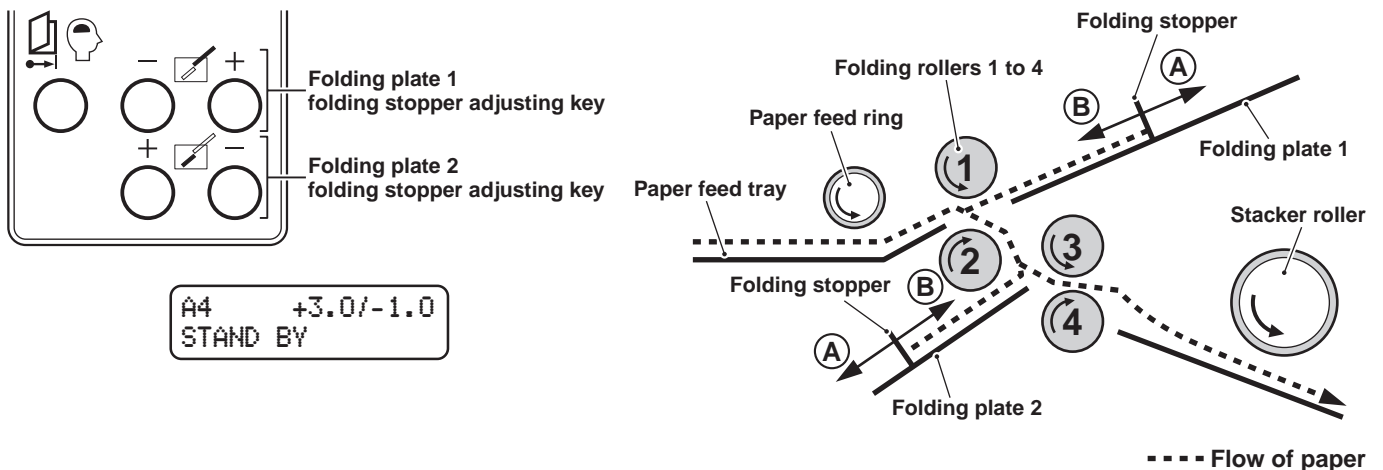 − +
Folding plate 1
folding stopper adjusting key
+ −
Folding plate 2
folding stopper adjusting key
A4 +3.0/-1.0
STAND BY
Folding stopper
Folding rollers 1 to 4
A
B
Paper feed ring
1
Folding plate 1
Paper feed tray
Stacker roller
2
3
Folding stopper
B
4
A
Folding plate 2
Flow of paper